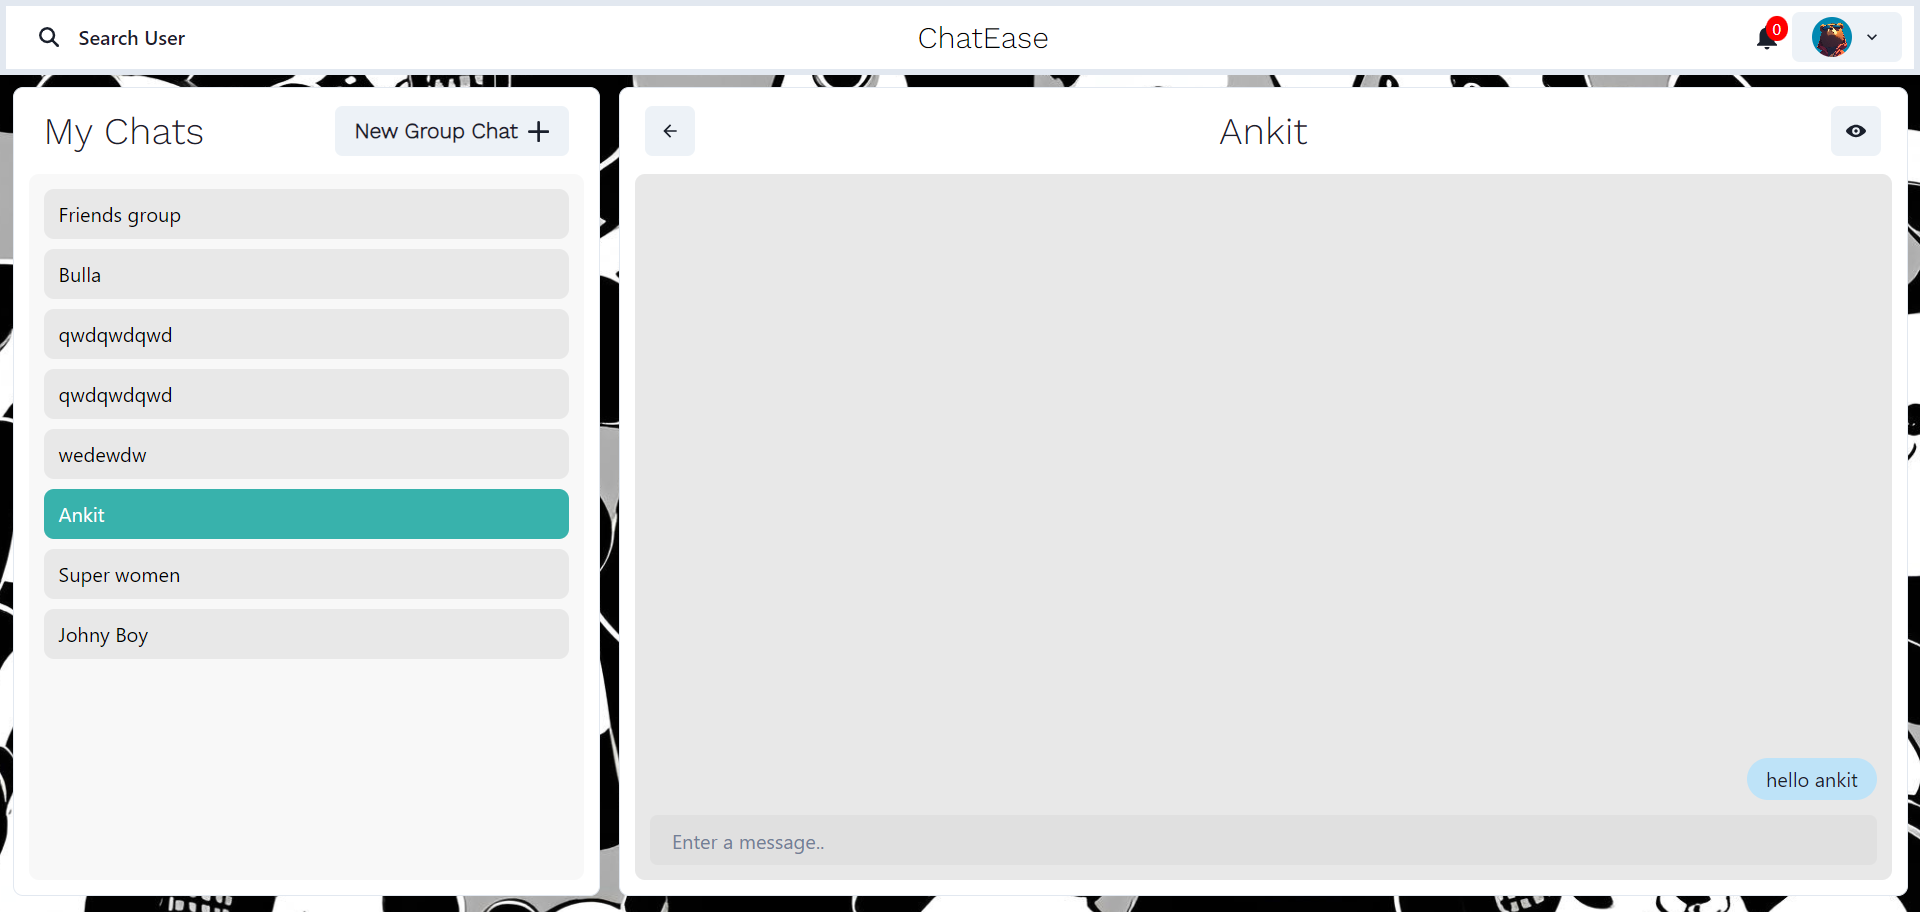 Search User
ChatEase
0
My Chats
New Group Chat
Friends group
Bulla
qwdqwdqwd
qwdqwdqwd
wedewdw
Ankit
Super women
Johny Boy
Ankit
hello ankit
Enter a message..